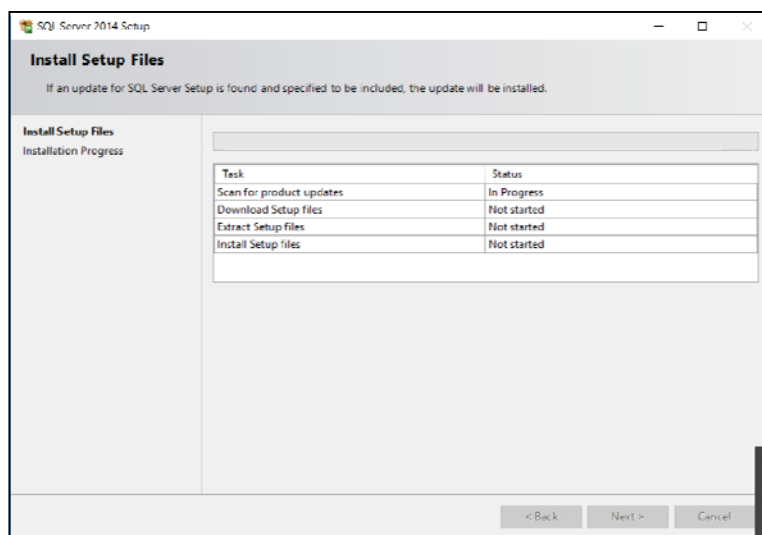 SQL Server 2014 Setup
Install Setup Files
If an update for SQL Server Setup is found and specified to be included, the update will be installed.
Install Setup Files
Installation Progress
Task Status
Scan for product updates In Progress
Download Setup files Not started
Extract Setup files Not started
Install Setup files Not started
< Back Next > Cancel